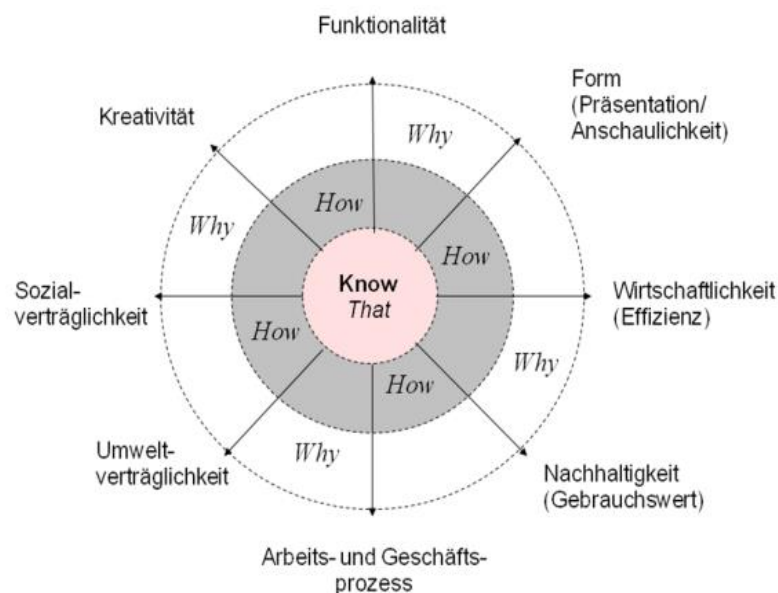 Funktionalität
Form
(Präsentation/
Anschaulichkeit)
Kreativität
Why
How
Why
How
Know
That
Sozial-
verträglichkeit
Wirtschaftlichkeit
(Effizienz)
How
Why
How
Why
Umwelt-
verträglichkeit
Nachhaltigkeit
(Gebrauchswert)
Arbeits- und Geschäfts-
prozess